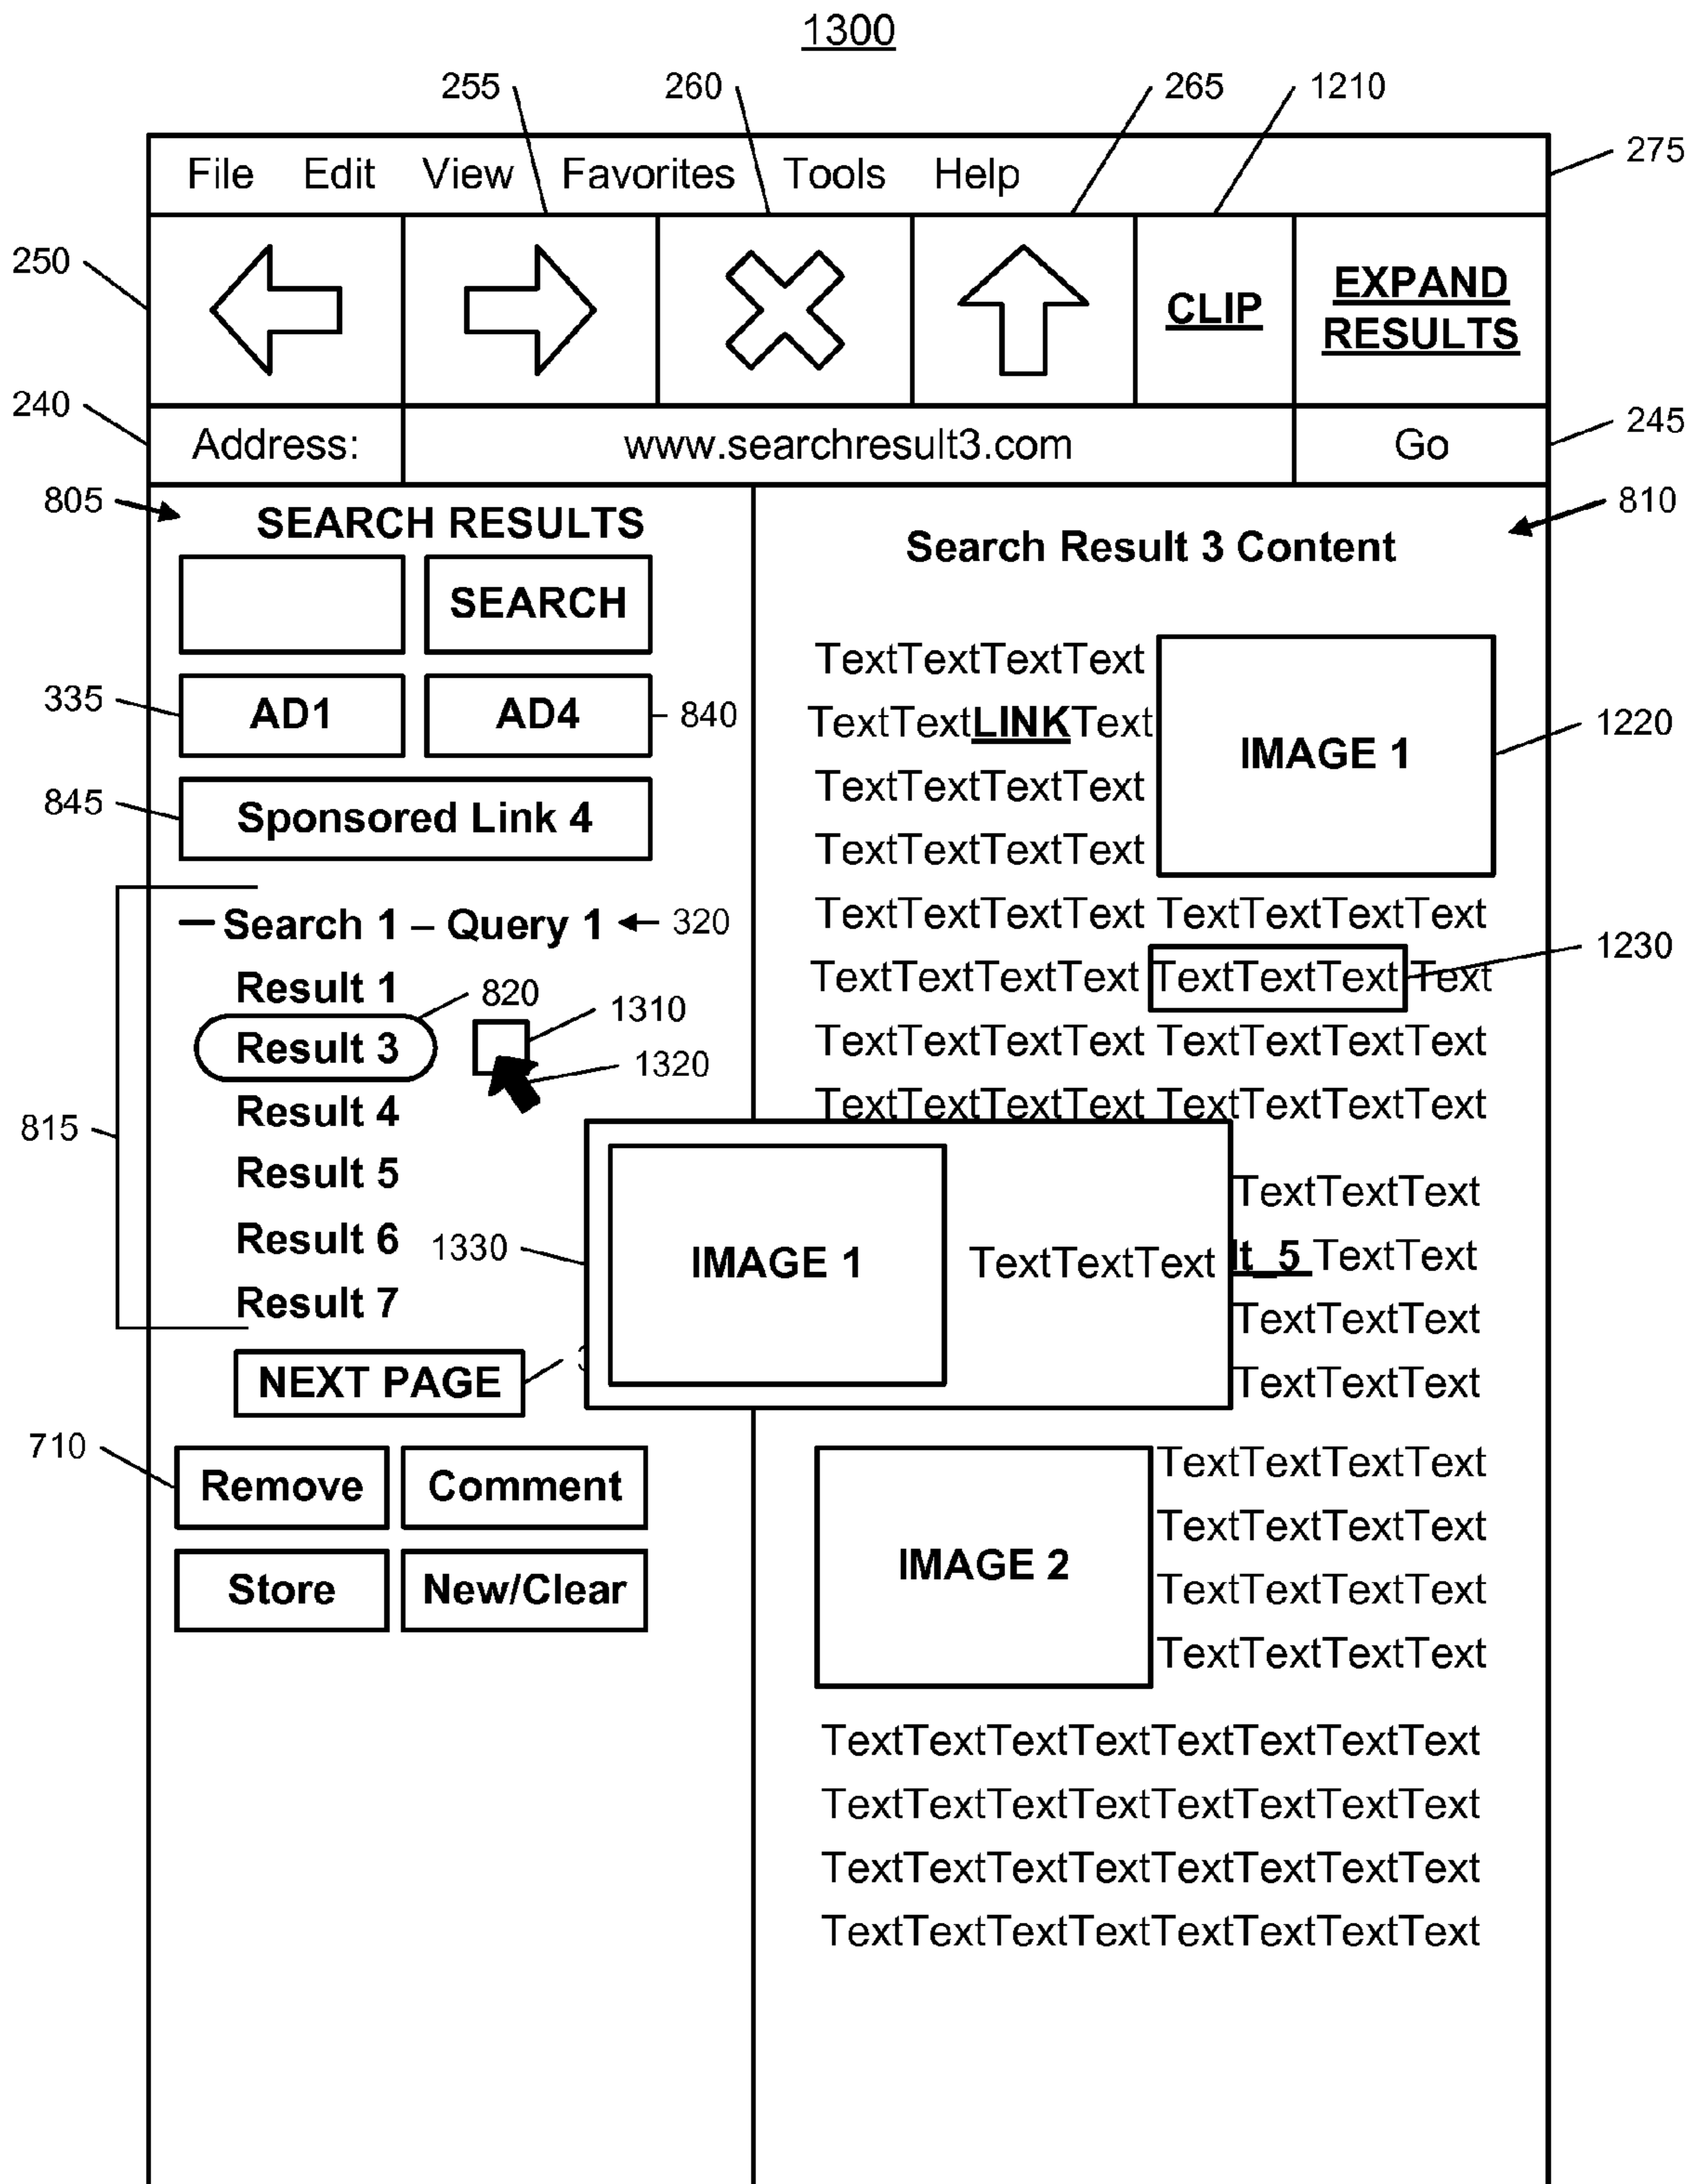 1300
255 260 265 1210
File Edit View Favorites Tools Help 275
250 CLIP EXPAND RESULTS
240 Address: www.searchresult3.com Go 245
805 SEARCH RESULTS
SEARCH
335 AD1 AD4 840
845 Sponsored Link 4
815
– Search 1 – Query 1 320
Result 1
820
Result 3
1310
1320
Result 4
Result 5
Result 6
Result 7
NEXT PAGE
710 Remove Comment
Store New/Clear
810
Search Result 3 Content
TextTextTextText
TextTextLINKText
TextTextTextText
TextTextTextText
IMAGE 1 1220
TextTextTextText TextTextTextText
TextTextTextText TextTextText Text 1230
TextTextTextText TextTextTextText
TextTextTextText TextTextTextText
1330 IMAGE 1 TextTextText
TextTextText
lt_5 TextText
TextTextText
TextTextText
IMAGE 2
TextTextTextText
TextTextTextText
TextTextTextText
TextTextTextText
TextTextTextTextTextTextTextText
TextTextTextTextTextTextTextText
TextTextTextTextTextTextTextText
TextTextTextTextTextTextTextText